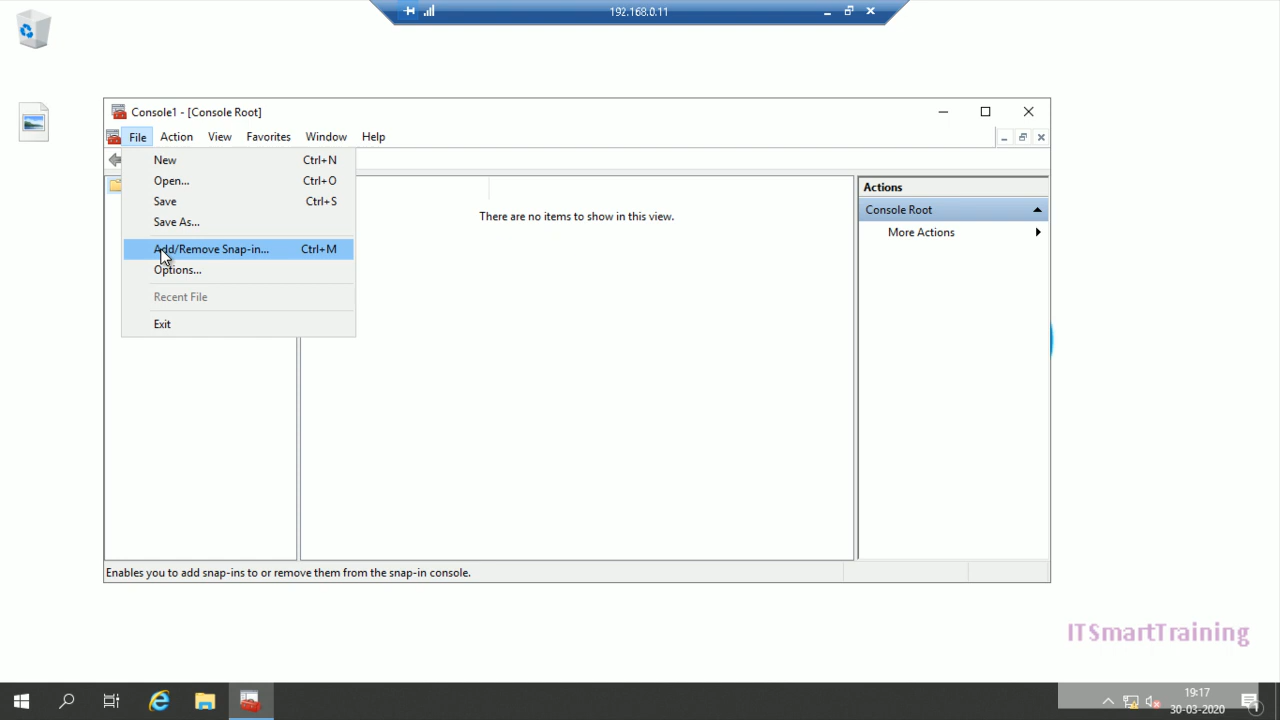 192.168.0.11
Console1 - [Console Root]
File Action View Favorites Window Help
New Ctrl+N
Open... Ctrl+O
Save Ctrl+S
Save As...
Add/Remove Snap-in... Ctrl+M
Options...
Recent File
Exit
There are no items to show in this view.
Actions
Console Root
More Actions
Enables you to add snap-ins to or remove them from the snap-in console.
ITSmartTraining
19:17
30-03-2020
1